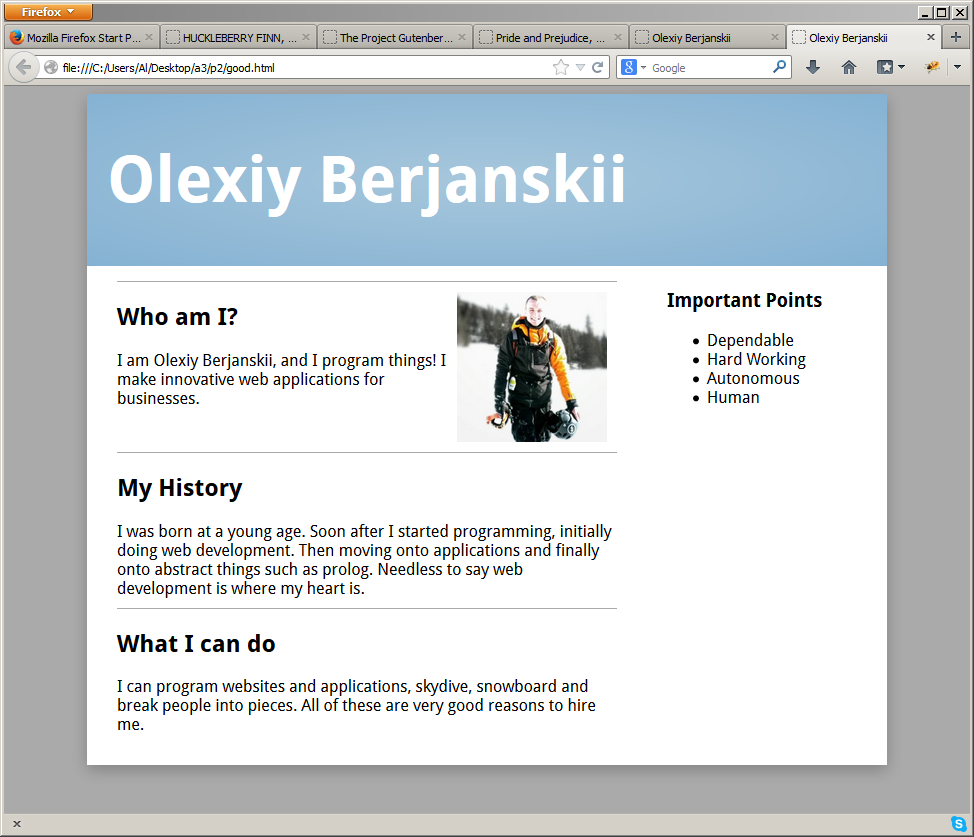 Firefox
Mozilla Firefox Start P...
HUCKLEBERRY FINN, ...
The Project Gutenber...
Pride and Prejudice, ...
Olexiy Berjanskii
Olexiy Berjanskii
file:///C:/Users/Al/Desktop/a3/p2/good.html
8
Google
Olexiy Berjanskii
Who am I?
I am Olexiy Berjanskii, and I program things! I
make innovative web applications for
businesses.
My History
I was born at a young age. Soon after I started programming, initially
doing web development. Then moving onto applications and finally
onto abstract things such as prolog. Needless to say web
development is where my heart is.
What I can do
I can program websites and applications, skydive, snowboard and
break people into pieces. All of these are very good reasons to hire
me.
Important Points
• Dependable
• Hard Working
• Autonomous
• Human
x
S